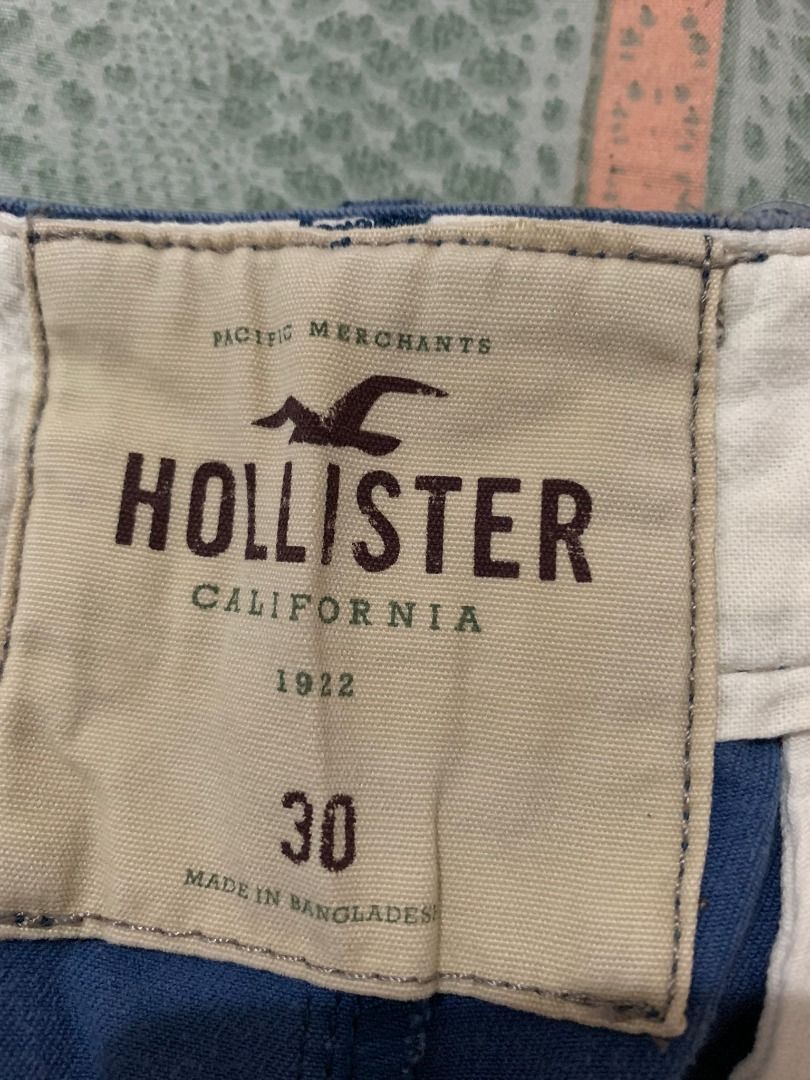 PACIFIC MERCHANTS
HOLLISTER
CALIFORNIA
1922
30
MADE IN BANGLADESH